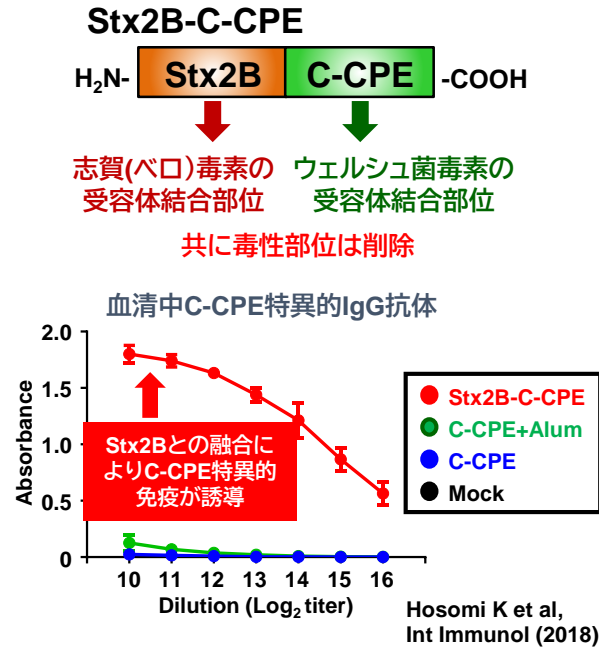 Stx2B-C-CPE
H₂N- Stx2B C-CPE -COOH
志賀(ベロ）毒素の
受容体結合部位
ウェルシュ菌毒素の
受容体結合部位
共に毒性部位は削除
血清中C-CPE特異的IgG抗体
Absorbance
2.0
1.5
1.0
0.5
0
Stx2Bとの融合に
よりC-CPE特異的
免疫が誘導
10 11 12 13 14 15 16
Dilution (Log₂ titer)
Stx2B-C-CPE
C-CPE+Alum
C-CPE
Mock
Hosomi K et al,
Int Immunol (2018)